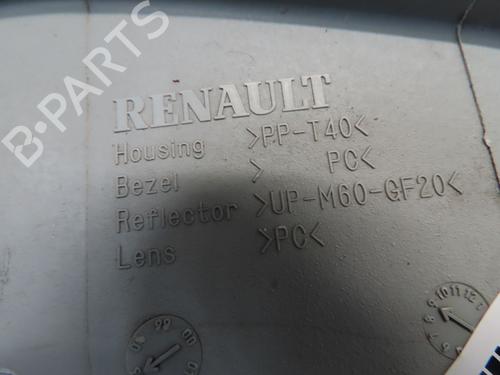 RENAULT
Housing >PP-T40<
Bezel > PC<
Reflector >UP-M60-GF20<
Lens >PC<
B-PARTS